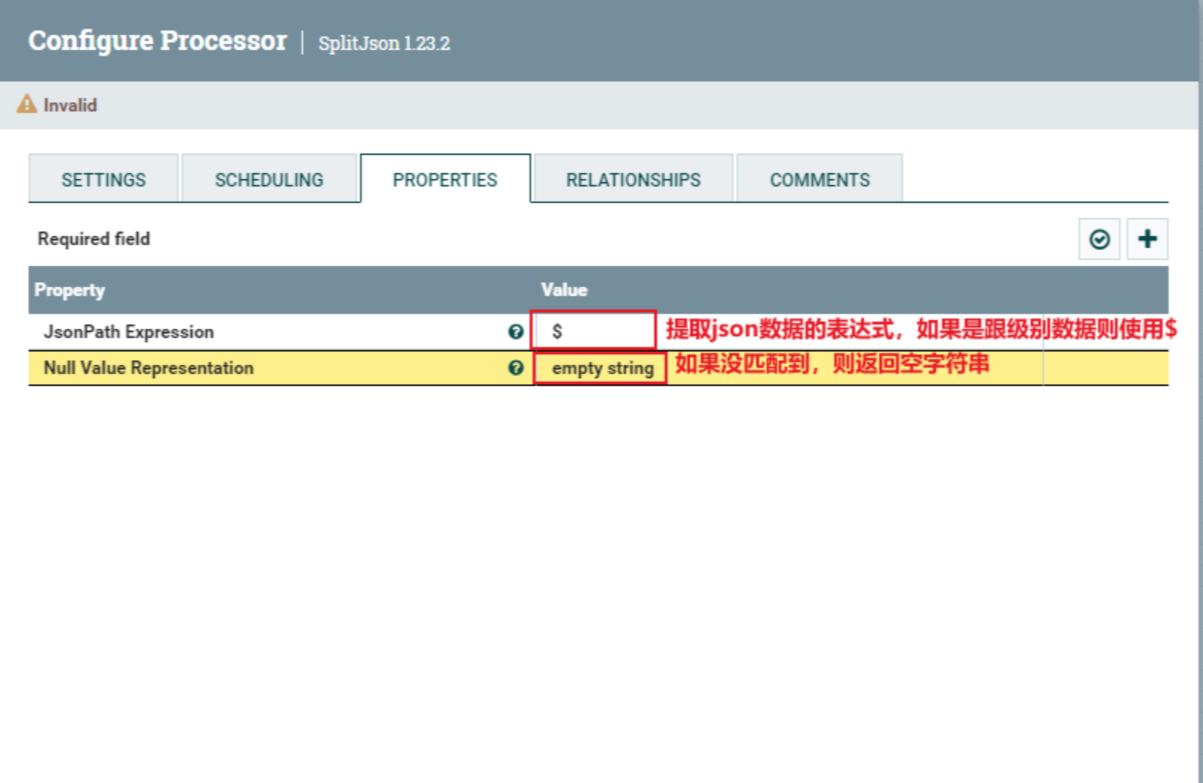 Configure Processor | SplitJson 1.23.2
Invalid
SETTINGS SCHEDULING PROPERTIES RELATIONSHIPS COMMENTS
Required field
Property Value
JsonPath Expression $ 提取json数据的表达式，如果是跟级别数据则使用$
Null Value Representation empty string 如果没匹配到，则返回空字符串